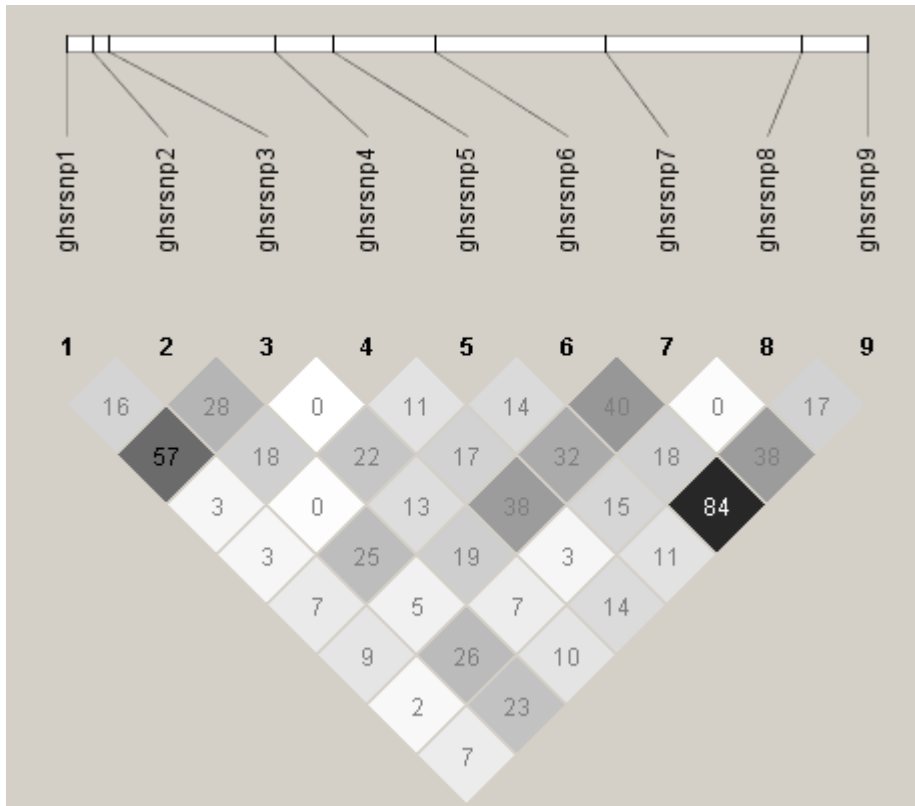 ghsrsnp1 ghsrsnp2 ghsrsnp3 ghsrsnp4 ghsrsnp5 ghsrsnp6 ghsrsnp7 ghsrsnp8 ghsrsnp9
1 2 3 4 5 6 7 8 9
16 28 0 11 14 40 0 17
57 18 22 17 32 18 38
3 0 13 38 15 84
3 25 19 3 11
7 5 7 14
9 26 10
2 23
7